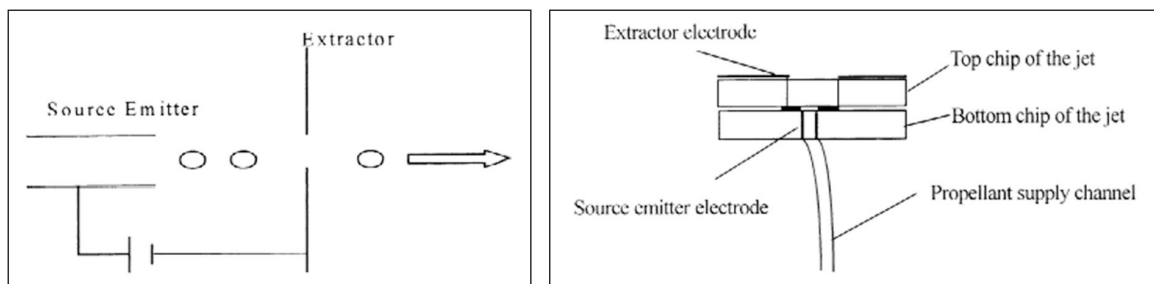 Extractor
Source Emitter
Extractor electrode
Top chip of the jet
Bottom chip of the jet
Source emitter electrode
Propellant supply channel